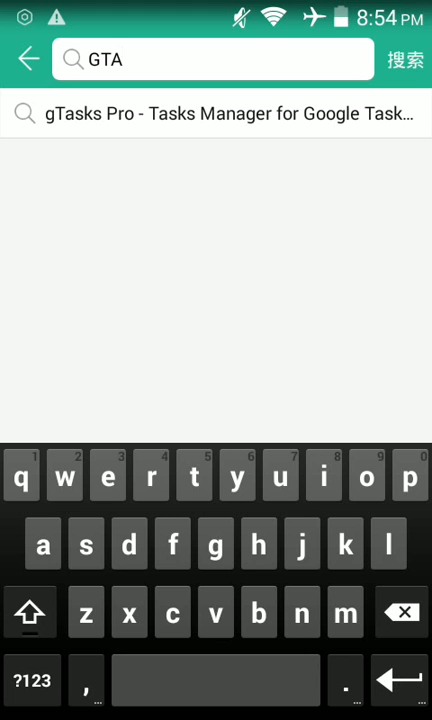 8:54 PM
GTA
搜索
gTasks Pro - Tasks Manager for Google Task...
1 2 3 4 5 6 7 8 9 0
q w e r t y u i o p
a s d f g h j k l
z x c v b n m
?123 , ... . ... ...